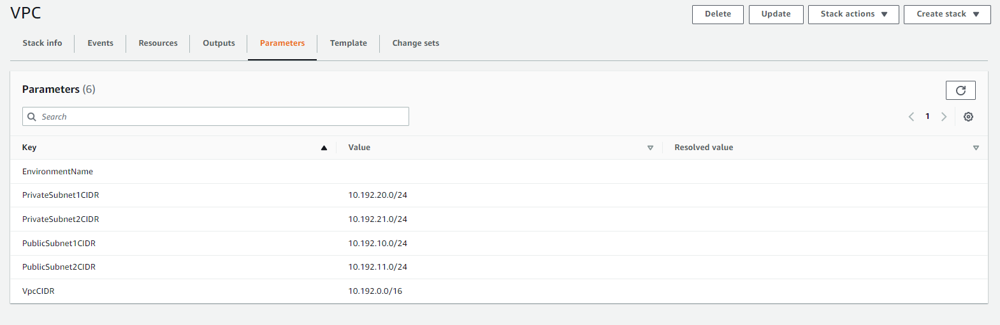 VPC
Delete Update Stack actions Create stack
Stack info Events Resources Outputs Parameters Template Change sets
Parameters (6)
Search
1
Key Value Resolved value
EnvironmentName
PrivateSubnet1CIDR 10.192.20.0/24
PrivateSubnet2CIDR 10.192.21.0/24
PublicSubnet1CIDR 10.192.10.0/24
PublicSubnet2CIDR 10.192.11.0/24
VpcCIDR 10.192.0.0/16